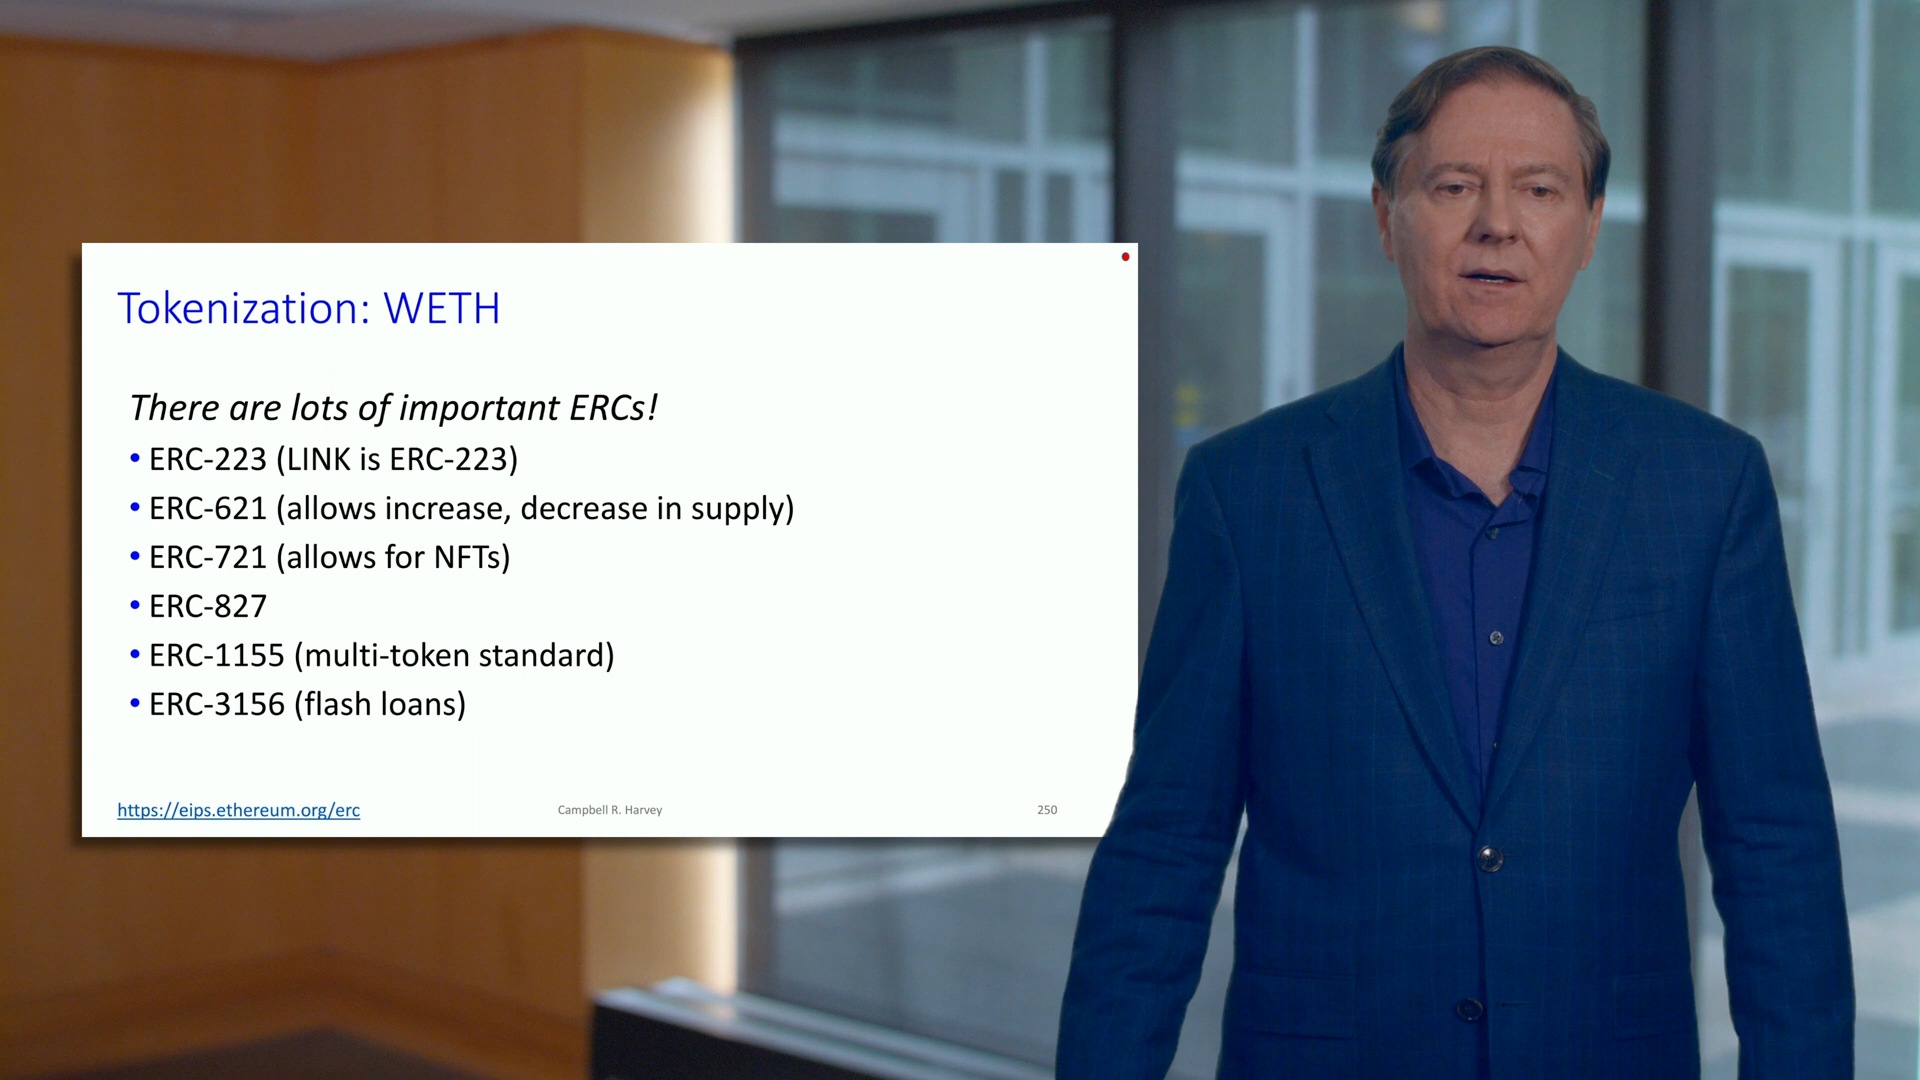 Tokenization: WETH
There are lots of important ERCs!
• ERC-223 (LINK is ERC-223)
• ERC-621 (allows increase, decrease in supply)
• ERC-721 (allows for NFTs)
• ERC-827
• ERC-1155 (multi-token standard)
• ERC-3156 (flash loans)
https://eips.ethereum.org/erc
Campbell R. Harvey
250